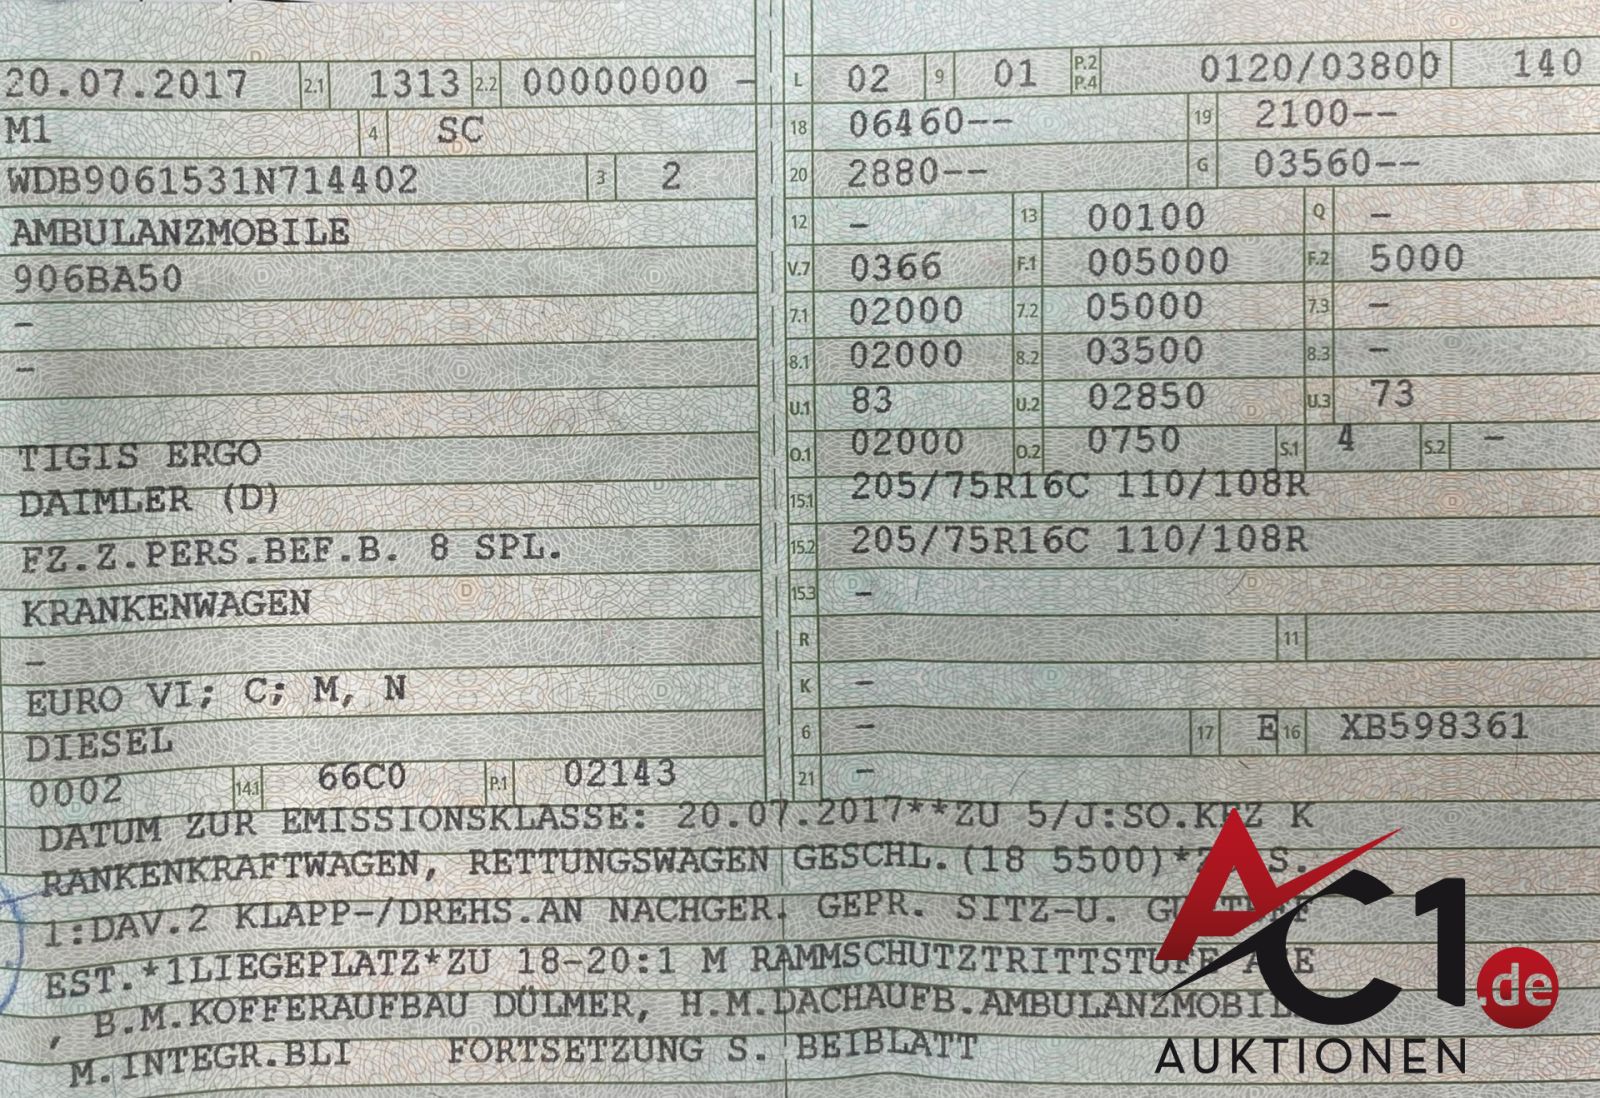 20.07.2017 2.1 1313 2.2 00000000 -
M1 4 SC
WDB9061531N714402 3 2
AMBULANZMOBILE
906BA50
-
-
TIGIS ERGO
DAIMLER (D)
FZ.Z.PERS.BEF.B. 8 SPL.
KRANKENWAGEN
-
EURO VI; C; M, N
DIESEL
0002 14.1 66C0 P.1 02143
L 02 9 01 P.2 P.4 0120/03800 140
18 06460-- 19 2100--
20 2880-- G 03560--
12 - 13 00100 Q -
V.7 0366 F.1 005000 F.2 5000
7.1 02000 7.2 05000 7.3 -
8.1 02000 8.2 03500 8.3 -
U.1 83 U.2 02850 U.3 73
O.1 02000 O.2 0750 S.1 4 S.2 -
15.1 205/75R16C 110/108R
15.2 205/75R16C 110/108R
15.3 -
R 11
K -
6 - 17 E 16 XB598361
21 -
DATUM ZUR EMISSIONSKLASSE: 20.07.2017**ZU 5/J:SO.KFZ K
RANKENKRAFTWAGEN, RETTUNGSWAGEN GESCHL.(18 5500)* S.
1:DAV.2 KLAPP-/DREHS.AN NACHGER. GEPR. SITZ-U.
EST.*1LIEGEPLATZ*ZU 18-20:1 M RAMMSCHUTZTRITTSTUFE
, B.M.KOFFERAUFBAU DÜLMER, H.M.DACHAUFB.AMBULANZMOBIL
M.INTEGR.BLI FORTSETZUNG S. BEIBLATT
AC1.de
AUKTIONEN